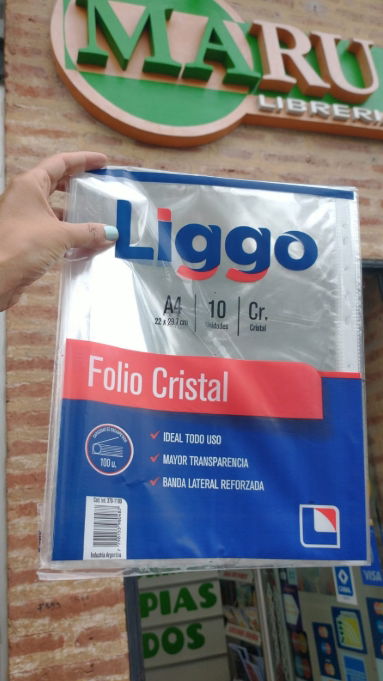 MARU
LIBRERI
Liggo
A4
22 x 29.7 cm
10
Unidades
Cr.
Cristal
Folio Cristal
100 u.
IDEAL TODO USO
MAYOR TRANSPARENCIA
BANDA LATERAL REFORZADA
Industria Argentina
PIAS
DOS
VISA